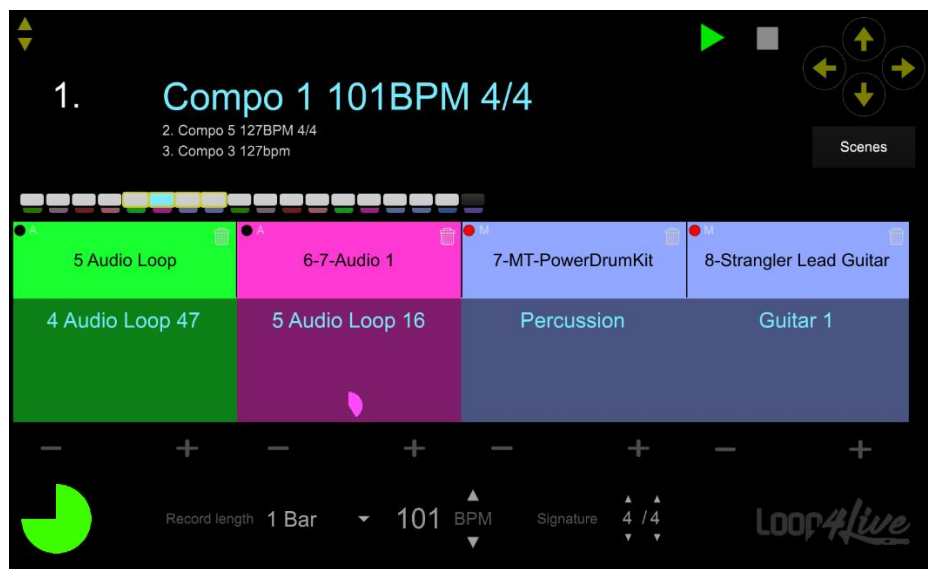 1. Compo 1 101BPM 4/4
2. Compo 5 127BPM 4/4
3. Compo 3 127bpm
Scenes
A A M M
5 Audio Loop 6-7-Audio 1 7-MT-PowerDrumKit 8-Strangler Lead Guitar
4 Audio Loop 47 5 Audio Loop 16 Percussion Guitar 1
Record length 1 Bar 101 BPM Signature 4 / 4
Loop4Live